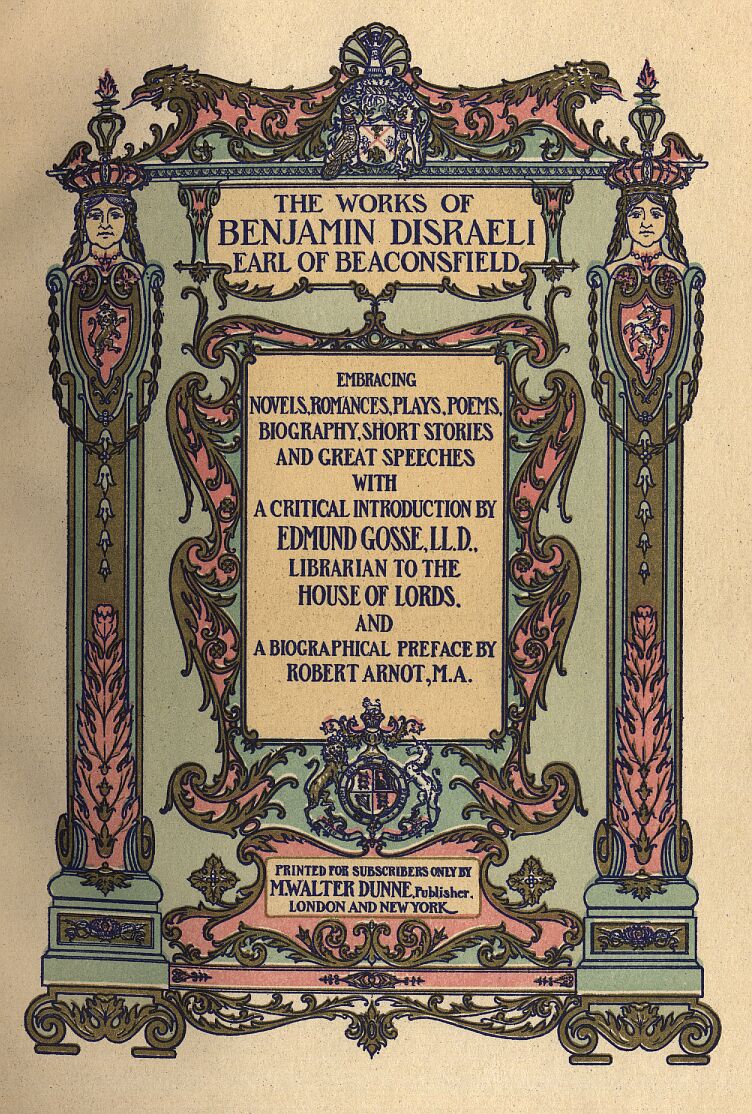 THE WORKS OF
BENJAMIN DISRAELI
EARL OF BEACONSFIELD
EMBRACING
NOVELS, ROMANCES, PLAYS, POEMS,
BIOGRAPHY, SHORT STORIES
AND GREAT SPEECHES
WITH
A CRITICAL INTRODUCTION BY
EDMUND GOSSE, LL.D.,
LIBRARIAN TO THE
HOUSE OF LORDS.
AND
A BIOGRAPHICAL PREFACE BY
ROBERT ARNOT, M.A.
PRINTED FOR SUBSCRIBERS ONLY BY
M. WALTER DUNNE, Publisher,
LONDON AND NEW YORK